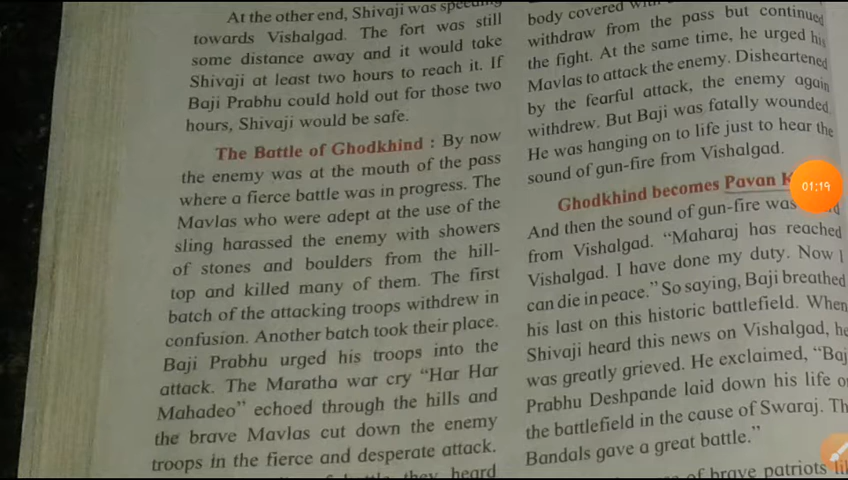 At the other end, Shivaji was speeding
towards Vishalgad. The fort was still
some distance away and it would take
Shivaji at least two hours to reach it. If
Baji Prabhu could hold out for those two
hours, Shivaji would be safe.
The Battle of Ghodkhind : By now
the enemy was at the mouth of the pass
where a fierce battle was in progress. The
Mavlas who were adept at the use of the
sling harassed the enemy with showers
of stones and boulders from the hill-
top and killed many of them. The first
batch of the attacking troops withdrew in
confusion. Another batch took their place.
Baji Prabhu urged his troops into the
attack. The Maratha war cry “Har Har
Mahadeo” echoed through the hills and
the brave Mavlas cut down the enemy
troops in the fierce and desperate attack.
they heard
body covered
withdraw from the pass but continued
the fight. At the same time, he urged his
Mavlas to attack the enemy. Disheartened
by the fearful attack, the enemy again
withdrew. But Baji was fatally wounded.
He was hanging on to life just to hear the
sound of gun-fire from Vishalgad.
Ghodkhind becomes Pavan
And then the sound of gun-fire was
from Vishalgad. “Maharaj has reached
Vishalgad. I have done my duty. Now I
can die in peace.” So saying, Baji breathed
his last on this historic battlefield. When
Shivaji heard this news on Vishalgad, he
was greatly grieved. He exclaimed, “Baj
Prabhu Deshpande laid down his life o
the battlefield in the cause of Swaraj. Th
Bandals gave a great battle.”
of brave patriots li
01:19